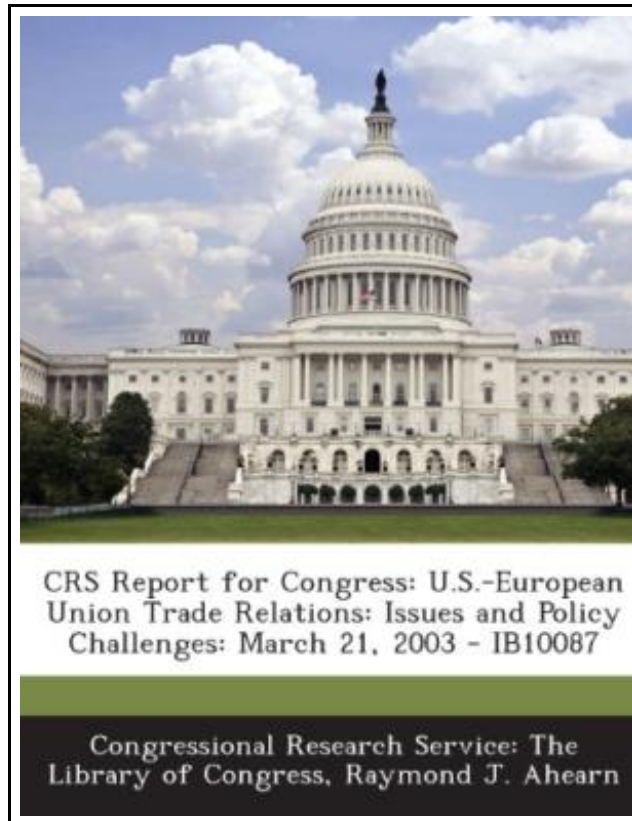 CRS Report for Congress: U.S.-European
Union Trade Relations: Issues and Policy
Challenges: March 21, 2003 - IB10087
Congressional Research Service: The
Library of Congress, Raymond J. Ahearn